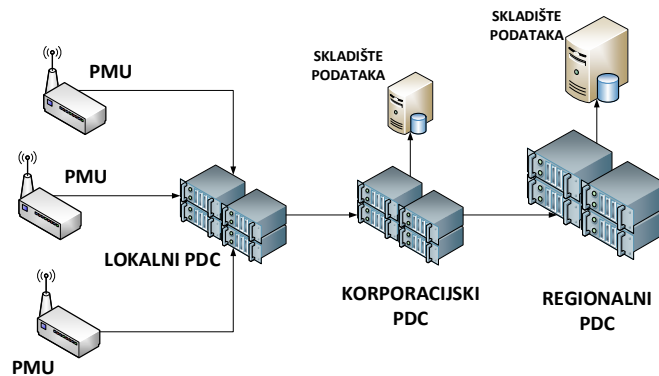 SKLADIŠTE
PODATAKA
SKLADIŠTE
PODATAKA
PMU
PMU
LOKALNI PDC
KORPORACIJSKI
PDC
REGIONALNI
PDC
PMU